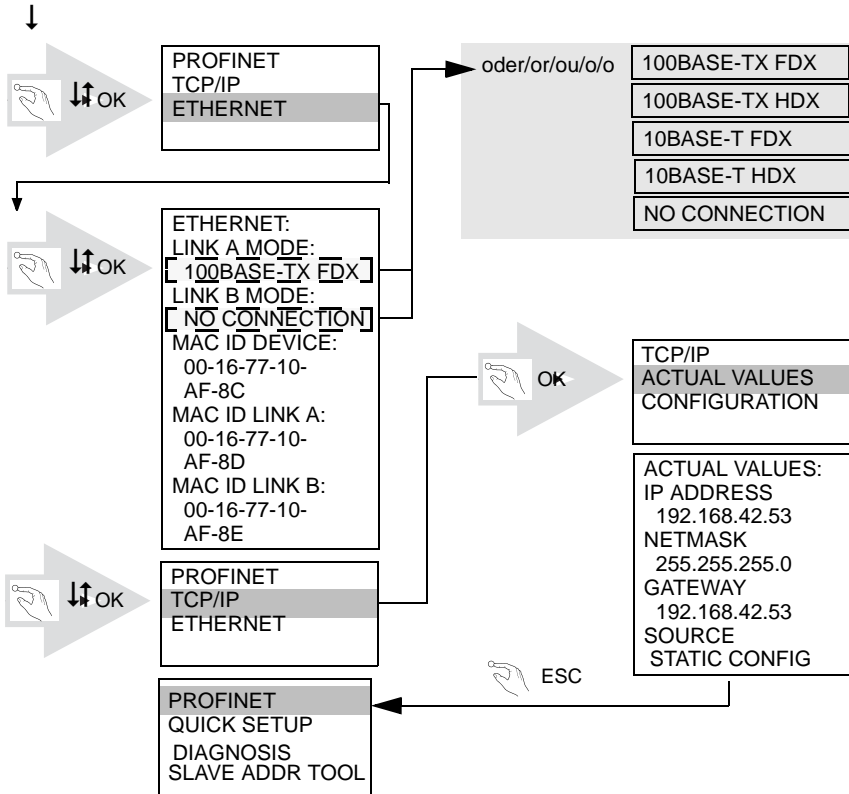 OK
PROFINET
TCP/IP
ETHERNET
oder/or/ou/o/o
100BASE-TX FDX
100BASE-TX HDX
10BASE-T FDX
10BASE-T HDX
NO CONNECTION
OK
ETHERNET:
LINK A MODE:
100BASE-TX FDX
LINK B MODE:
NO CONNECTION
MAC ID DEVICE:
00-16-77-10-
AF-8C
MAC ID LINK A:
00-16-77-10-
AF-8D
MAC ID LINK B:
00-16-77-10-
AF-8E
OK
TCP/IP
ACTUAL VALUES
CONFIGURATION
ACTUAL VALUES:
IP ADDRESS
192.168.42.53
NETMASK
255.255.255.0
GATEWAY
192.168.42.53
SOURCE
STATIC CONFIG
OK
PROFINET
TCP/IP
ETHERNET
ESC
PROFINET
QUICK SETUP
DIAGNOSIS
SLAVE ADDR TOOL